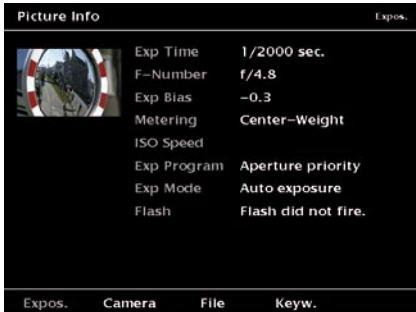 Picture Info Expos.
Exp Time 1/2000 sec.
F-Number f/4.8
Exp Bias -0.3
Metering Center-Weight
ISO Speed
Exp Program Aperture priority
Exp Mode Auto exposure
Flash Flash did not fire.
Expos. Camera File Keyw.